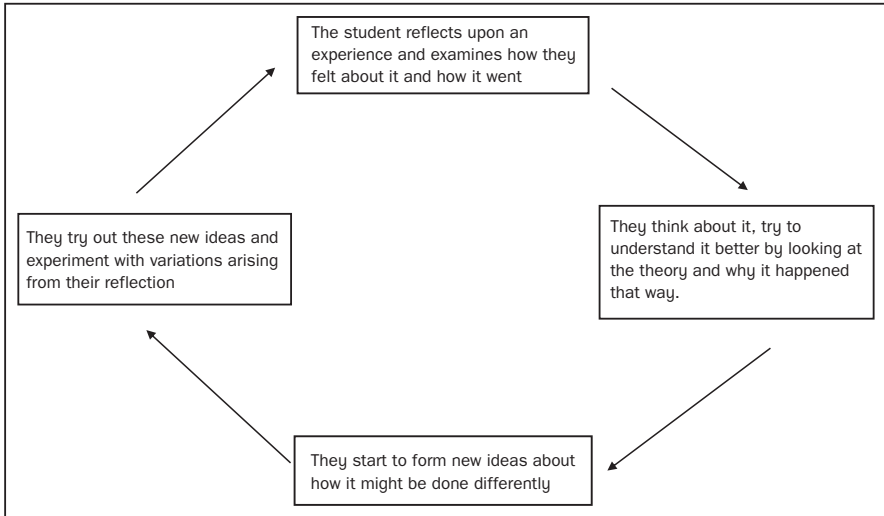 The student reflects upon an
experience and examines how they
felt about it and how it went
They think about it, try to
understand it better by looking at
the theory and why it happened
that way.
They start to form new ideas about
how it might be done differently
They try out these new ideas and
experiment with variations arising
from their reflection